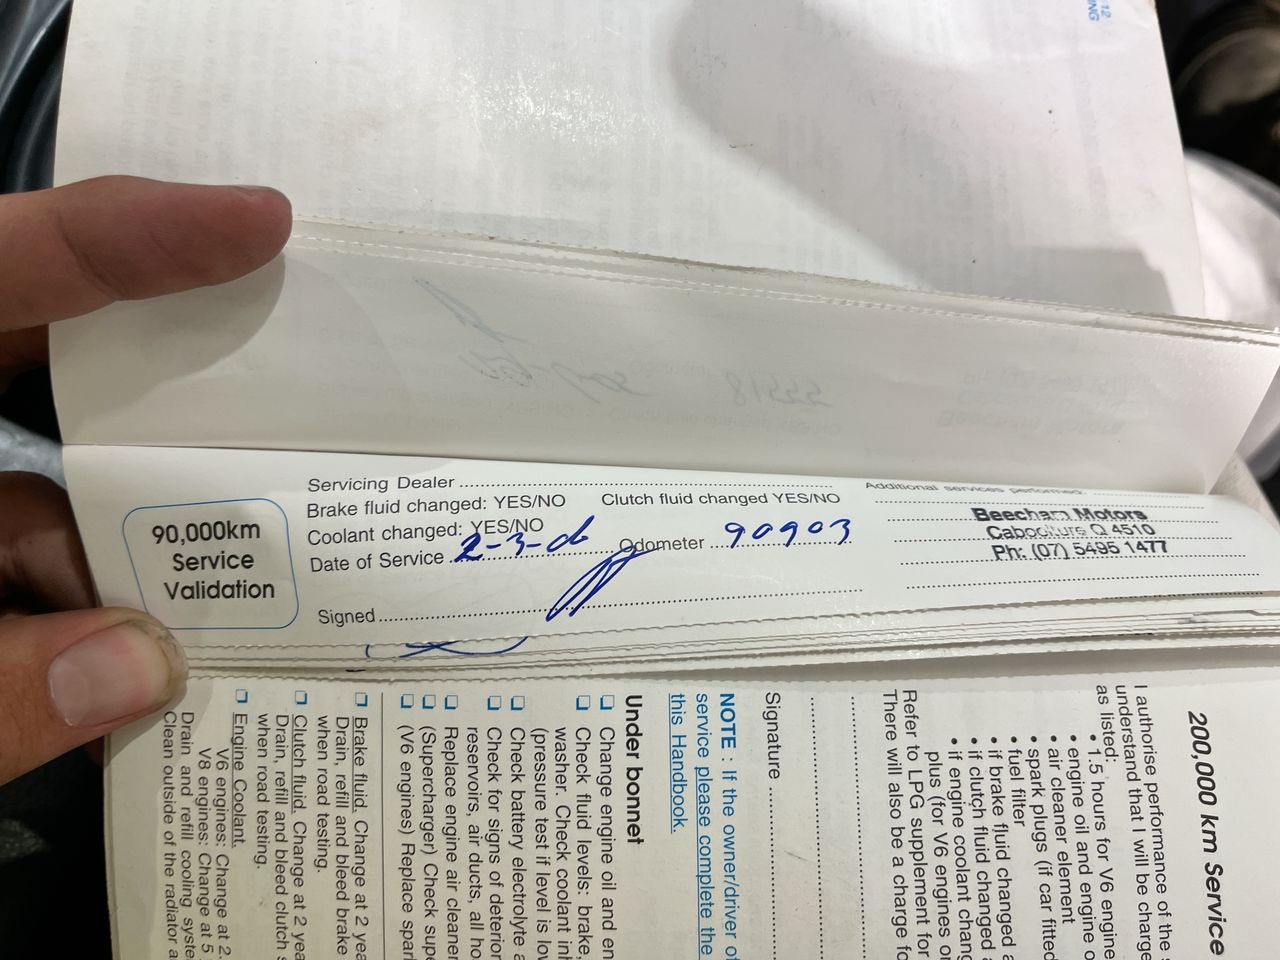 12
NG
90,000km
Service
Validation
Servicing Dealer
Brake fluid changed: YES/NO Clutch fluid changed YES/NO
Coolant changed: YES/NO
Date of Service 2-3-06 Odometer 90903
Signed
Additional services performed:
Beecham Motors
Caboolture Q 4510
Ph: (07) 5495 1477
200,000 km Service
I authorise performance of the
understand that I will be charge
as listed:
• 1.5 hours for V6 engine
• engine oil and engine o
• air cleaner element
• spark plugs (if car fitted
• fuel filter
• if brake fluid changed a
• if clutch fluid changed a
• if engine coolant chang
plus (for V6 engines or
Refer to LPG supplement for
There will also be a charge fo
Signature
NOTE : If the owner/driver of
service please complete the
this Handbook.
Under bonnet
❑ Change engine oil and en
❑ Check fluid levels: brake,
washer. Check coolant inh
(pressure test if level is low
❑ Check battery electrolyte a
❑ Check for signs of deterior
reservoirs, air ducts, all ho
❑ Replace engine air cleaner
❑ (Supercharger) Check supe
❑ (V6 engines) Replace spark
❑ Brake fluid. Change at 2 yea
Drain, refill and bleed brake
when road testing.
❑ Clutch fluid. Change at 2 yea
Drain, refill and bleed clutch s
when road testing.
❑ Engine Coolant.
V6 engines: Change at 2
V8 engines: Change at 5
Drain and refill cooling syste
Clean outside of the radiator a